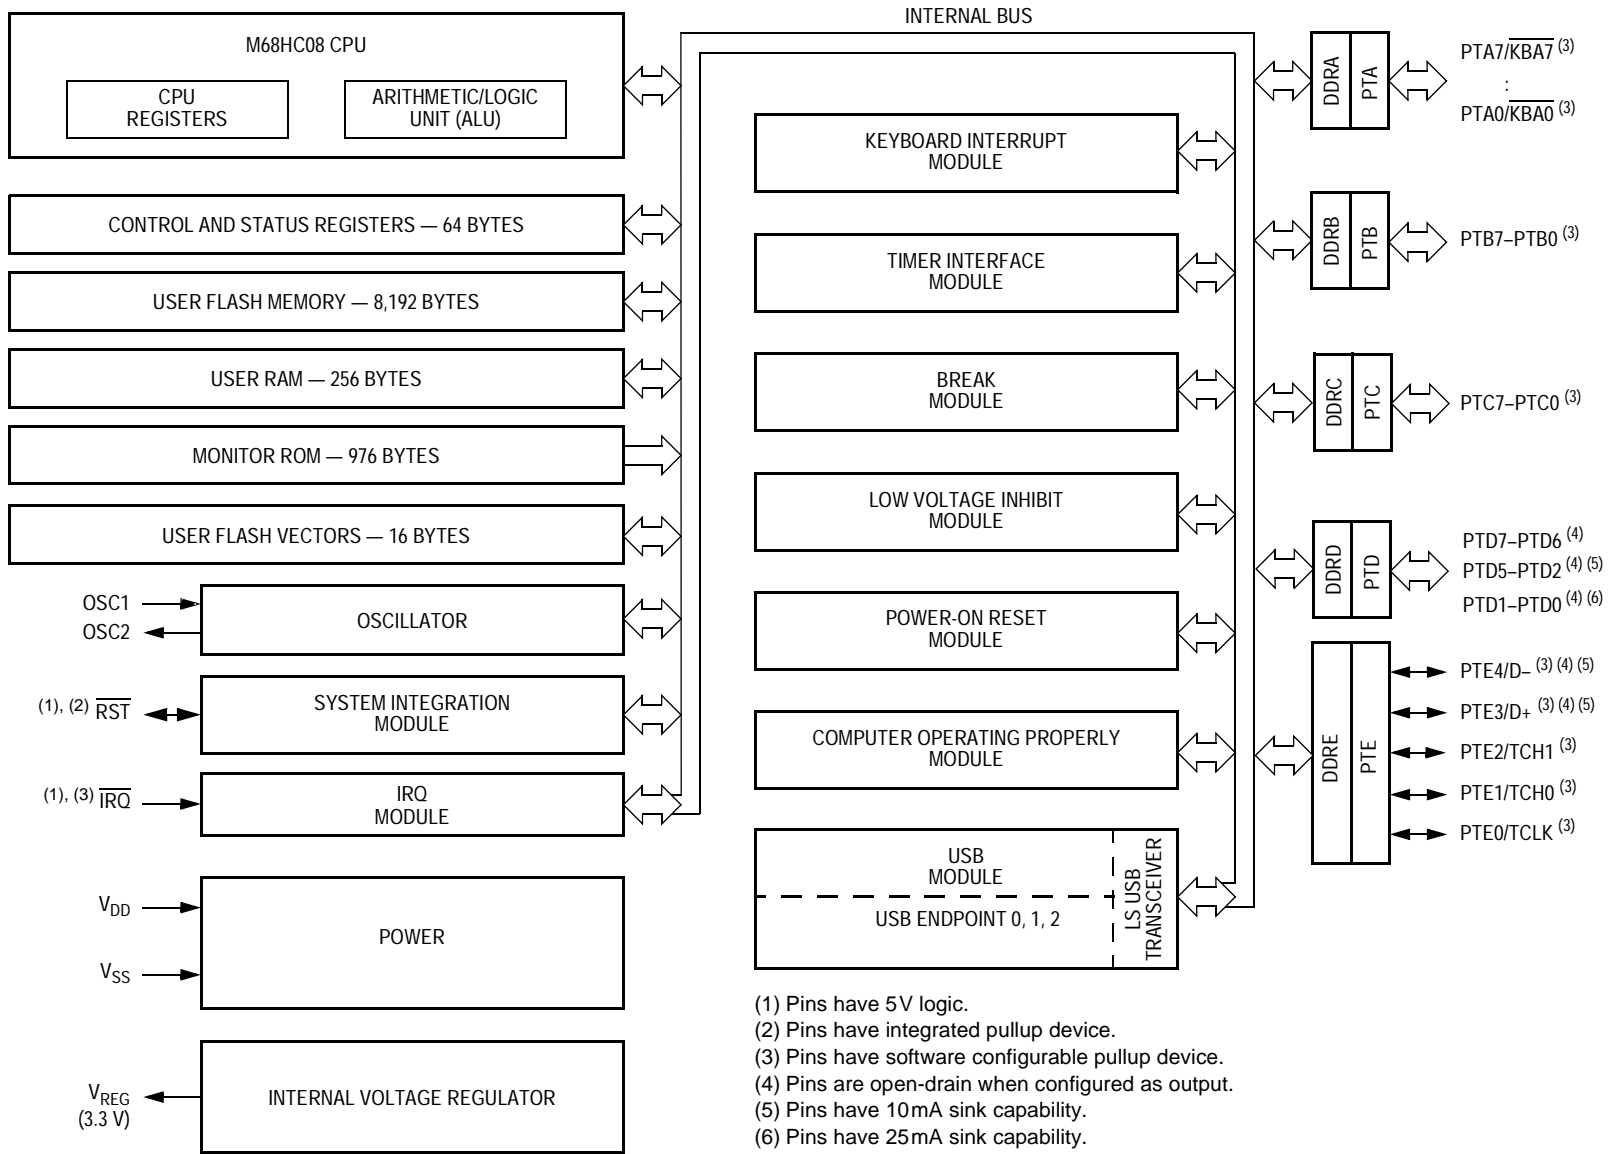 INTERNAL BUS
M68HC08 CPU
CPU
REGISTERS
ARITHMETIC/LOGIC
UNIT (ALU)
CONTROL AND STATUS REGISTERS — 64 BYTES
USER FLASH MEMORY — 8,192 BYTES
USER RAM — 256 BYTES
MONITOR ROM — 976 BYTES
USER FLASH VECTORS — 16 BYTES
OSC1
OSC2
OSCILLATOR
(1), (2) RST
SYSTEM INTEGRATION
MODULE
(1), (3) IRQ
IRQ
MODULE
VDD
VSS
POWER
VREG
(3.3 V)
INTERNAL VOLTAGE REGULATOR
KEYBOARD INTERRUPT
MODULE
TIMER INTERFACE
MODULE
BREAK
MODULE
LOW VOLTAGE INHIBIT
MODULE
POWER-ON RESET
MODULE
COMPUTER OPERATING PROPERLY
MODULE
USB
MODULE
USB ENDPOINT 0, 1, 2
LS USB
TRANSCEIVER
DDRA
PTA
PTA7/KBA7 (3)
:
PTA0/KBA0 (3)
DDRB
PTB
PTB7–PTB0 (3)
DDRC
PTC
PTC7–PTC0 (3)
DDRD
PTD
PTD7–PTD6 (4)
PTD5–PTD2 (4) (5)
PTD1–PTD0 (4) (6)
DDRE
PTE
PTE4/D– (3) (4) (5)
PTE3/D+ (3) (4) (5)
PTE2/TCH1 (3)
PTE1/TCH0 (3)
PTE0/TCLK (3)
(1) Pins have 5V logic.
(2) Pins have integrated pullup device.
(3) Pins have software configurable pullup device.
(4) Pins are open-drain when configured as output.
(5) Pins have 10mA sink capability.
(6) Pins have 25mA sink capability.